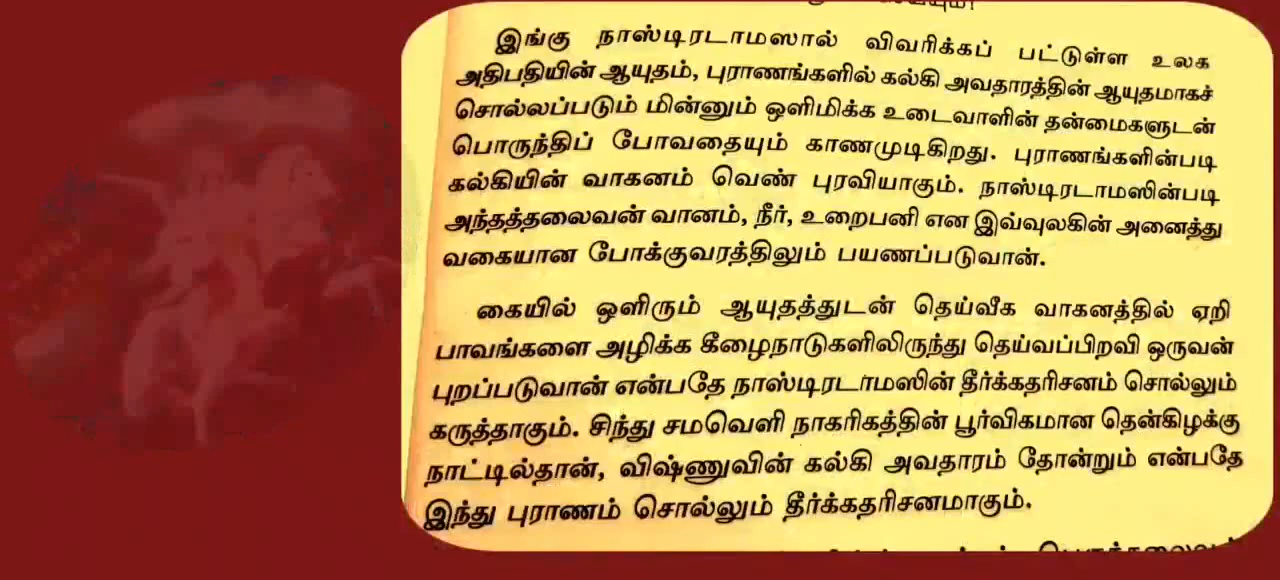 இங்கு நாஸ்டிரடாமஸால் விவரிக்கப் பட்டுள்ள உலக
அதிபதியின் ஆயுதம், புராணங்களில் கல்கி அவதாரத்தின் ஆயுதமாகச்
சொல்லப்படும் மின்னும் ஒளிமிக்க உடைவாளின் தன்மைகளுடன்
பொருந்திப் போவதையும் காணமுடிகிறது. புராணங்களின்படி
கல்கியின் வாகனம் வெண் புரவியாகும். நாஸ்டிரடாமஸின்படி
அந்தத்தலைவன் வானம், நீர், உறைபனி என இவ்வுலகின் அனைத்து
வகையான போக்குவரத்திலும் பயணப்படுவான்.
கையில் ஒளிரும் ஆயுதத்துடன் தெய்வீக வாகனத்தில் ஏறி
பாவங்களை அழிக்க கீழைநாடுகளிலிருந்து தெய்வப்பிறவி ஒருவன்
புறப்படுவான் என்பதே நாஸ்டிரடாமஸின் தீர்க்கதரிசனம் சொல்லும்
கருத்தாகும். சிந்து சமவெளி நாகரிகத்தின் பூர்விகமான தென்கிழக்கு
நாட்டில்தான், விஷ்ணுவின் கல்கி அவதாரம் தோன்றும் என்பதே
இந்து புராணம் சொல்லும் தீர்க்கதரிசனமாகும்.